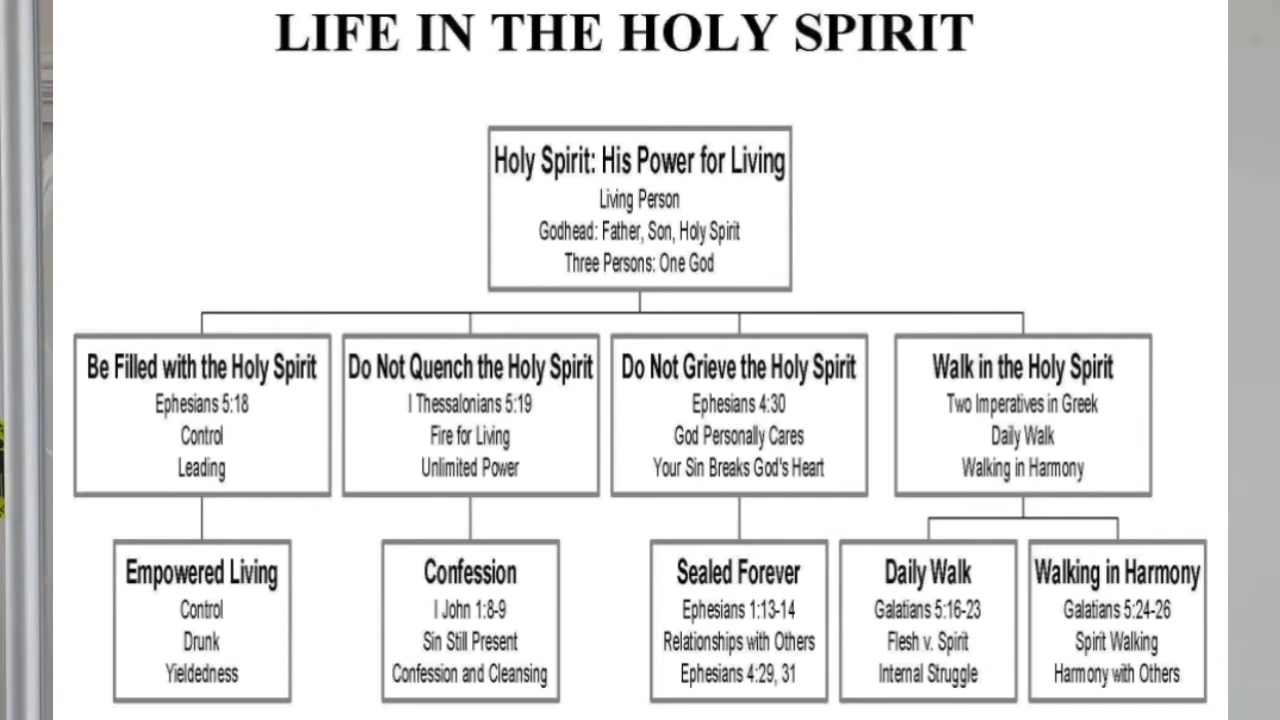 LIFE IN THE HOLY SPIRIT
Holy Spirit: His Power for Living
Living Person
Godhead: Father, Son, Holy Spirit
Three Persons: One God
Be Filled with the Holy Spirit
Ephesians 5:18
Control
Leading
Do Not Quench the Holy Spirit
I Thessalonians 5:19
Fire for Living
Unlimited Power
Do Not Grieve the Holy Spirit
Ephesians 4:30
God Personally Cares
Your Sin Breaks God's Heart
Walk in the Holy Spirit
Two Imperatives in Greek
Daily Walk
Walking in Harmony
Empowered Living
Control
Drunk
Yieldedness
Confession
I John 1:8-9
Sin Still Present
Confession and Cleansing
Sealed Forever
Ephesians 1:13-14
Relationships with Others
Ephesians 4:29, 31
Daily Walk
Galatians 5:16-23
Flesh v. Spirit
Internal Struggle
Walking in Harmony
Galatians 5:24-26
Spirit Walking
Harmony with Others